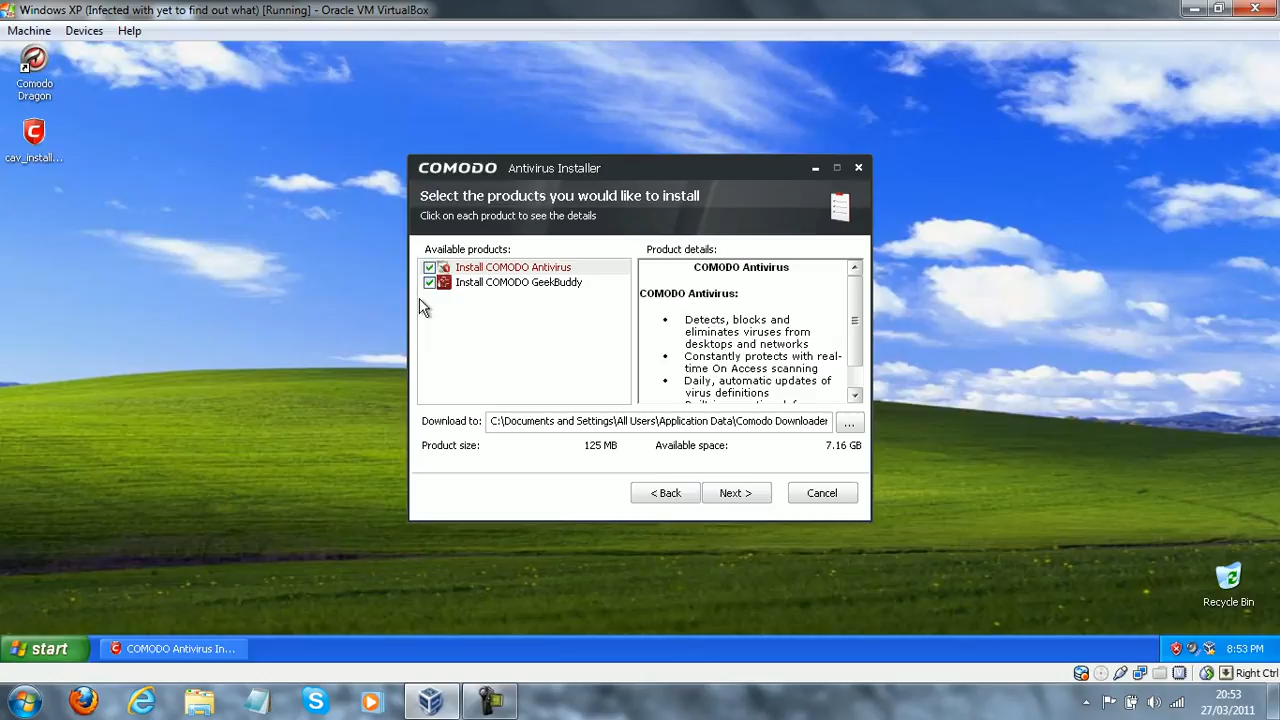 Windows XP (Infected with yet to find out what) [Running] - Oracle VM VirtualBox
Machine Devices Help
Comodo
Dragon
cav_install...
COMODO Antivirus Installer
Select the products you would like to install
Click on each product to see the details
Available products:
Install COMODO Antivirus
Install COMODO GeekBuddy
Product details:
COMODO Antivirus
COMODO Antivirus:
• Detects, blocks and
eliminates viruses from
desktops and networks
• Constantly protects with real-
time On Access scanning
• Daily, automatic updates of
virus definitions
Download to: C:\Documents and Settings\All Users\Application Data\Comodo Downloader ...
Product size: 125 MB Available space: 7.16 GB
< Back Next > Cancel
Recycle Bin
start COMODO Antivirus In... 8:53 PM
Right Ctrl
20:53
27/03/2011